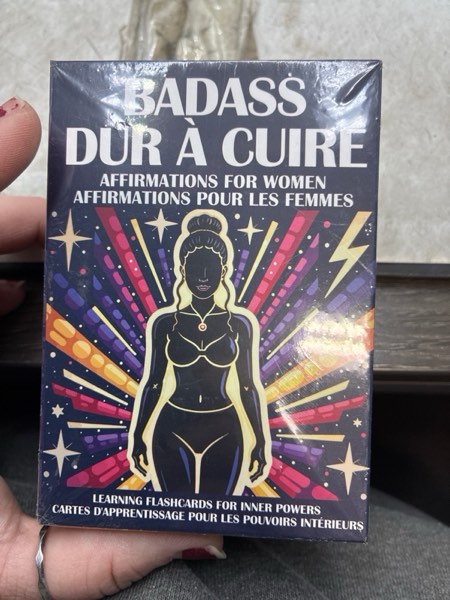 BADASS
DUR À CUIRE
AFFIRMATIONS FOR WOMEN
AFFIRMATIONS POUR LES FEMMES
LEARNING FLASHCARDS FOR INNER POWERS
CARTES D'APPRENTISSAGE POUR LES POUVOIRS INTÉRIEURS